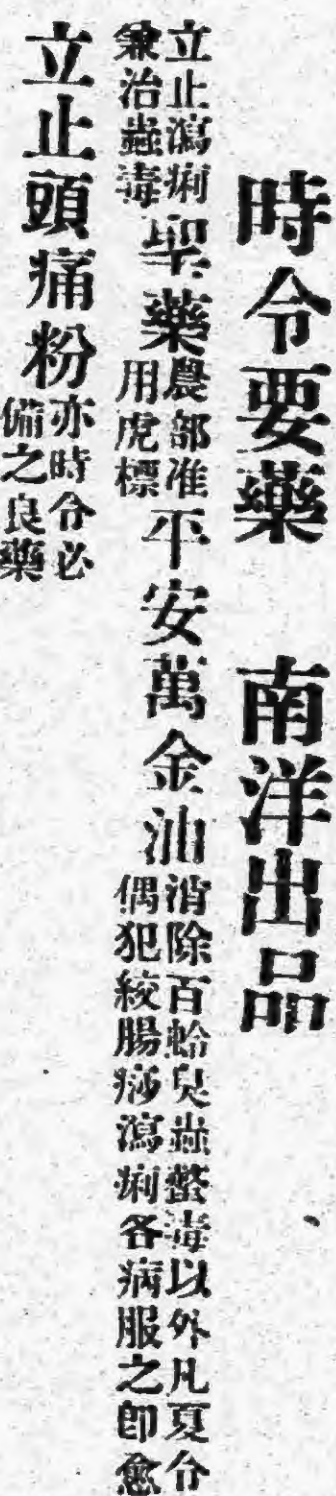 時令要藥　南洋出品
立止瀉痢
兼治蟲毒
聖藥
農部准
用虎標
平安萬金油
消除百蛉臭蟲螫毒以外凡夏令
偶犯絞腸痧瀉痢各病服之即愈
立止頭痛粉
亦時令必
備之良藥